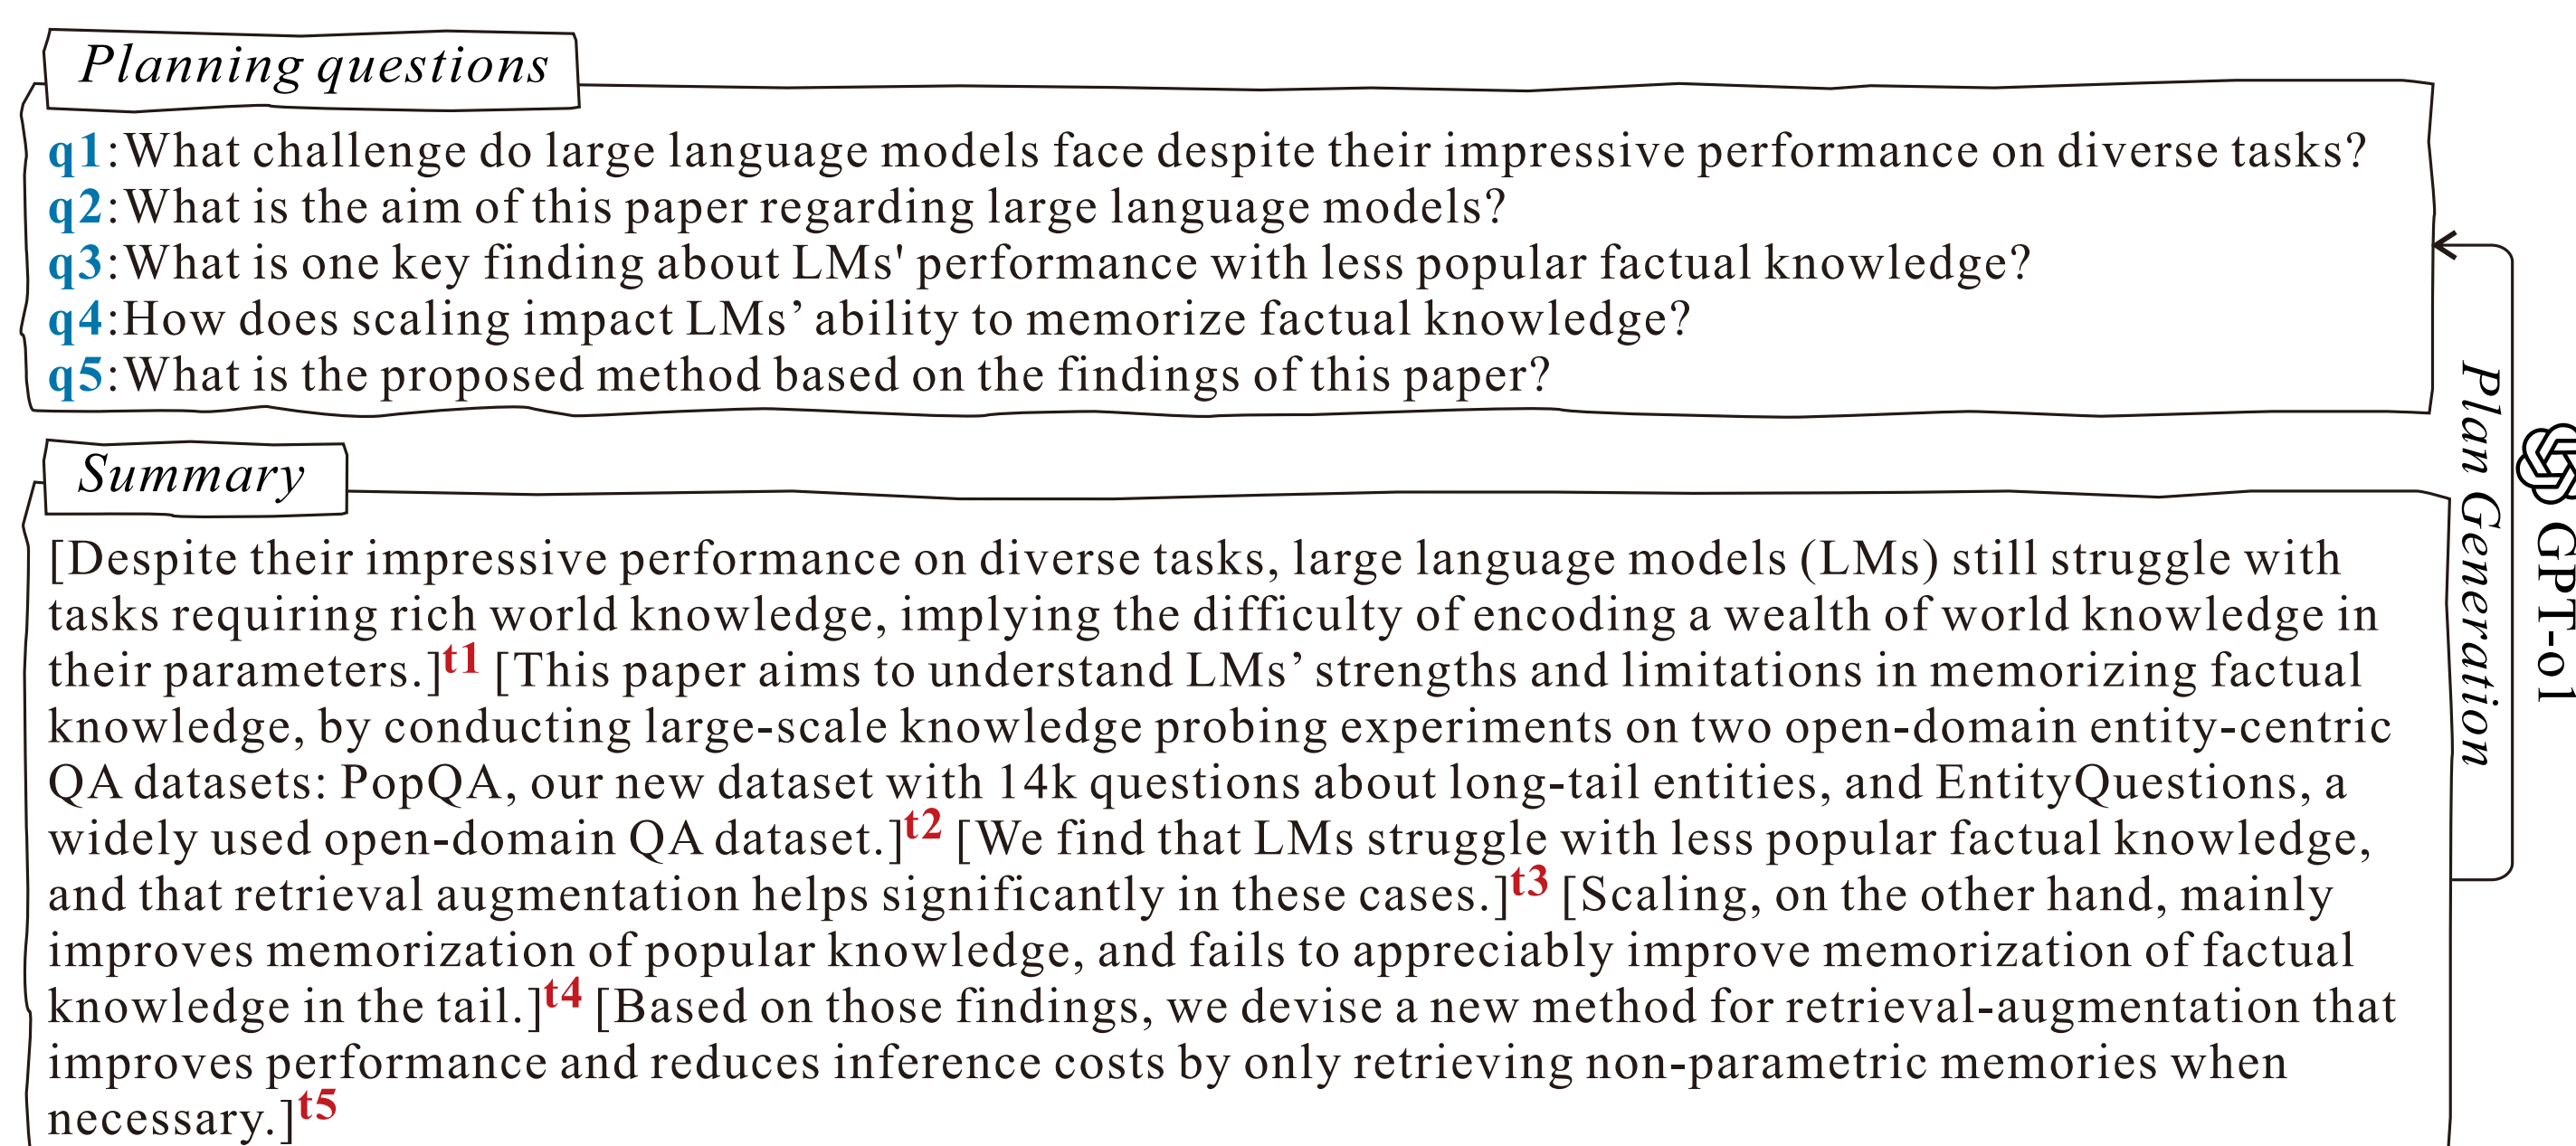 Planning questions
q1:What challenge do large language models face despite their impressive performance on diverse tasks?
q2:What is the aim of this paper regarding large language models?
q3:What is one key finding about LMs' performance with less popular factual knowledge?
q4:How does scaling impact LMs’ ability to memorize factual knowledge?
q5:What is the proposed method based on the findings of this paper?
Summary
[Despite their impressive performance on diverse tasks, large language models (LMs) still struggle with
tasks requiring rich world knowledge, implying the difficulty of encoding a wealth of world knowledge in
their parameters.]t1 [This paper aims to understand LMs’ strengths and limitations in memorizing factual
knowledge, by conducting large-scale knowledge probing experiments on two open-domain entity-centric
QA datasets: PopQA, our new dataset with 14k questions about long-tail entities, and EntityQuestions, a
widely used open-domain QA dataset.]t2 [We find that LMs struggle with less popular factual knowledge,
and that retrieval augmentation helps significantly in these cases.]t3 [Scaling, on the other hand, mainly
improves memorization of popular knowledge, and fails to appreciably improve memorization of factual
knowledge in the tail.]t4 [Based on those findings, we devise a new method for retrieval-augmentation that
improves performance and reduces inference costs by only retrieving non-parametric memories when
necessary.]t5
Plan Generation
GPT-o1